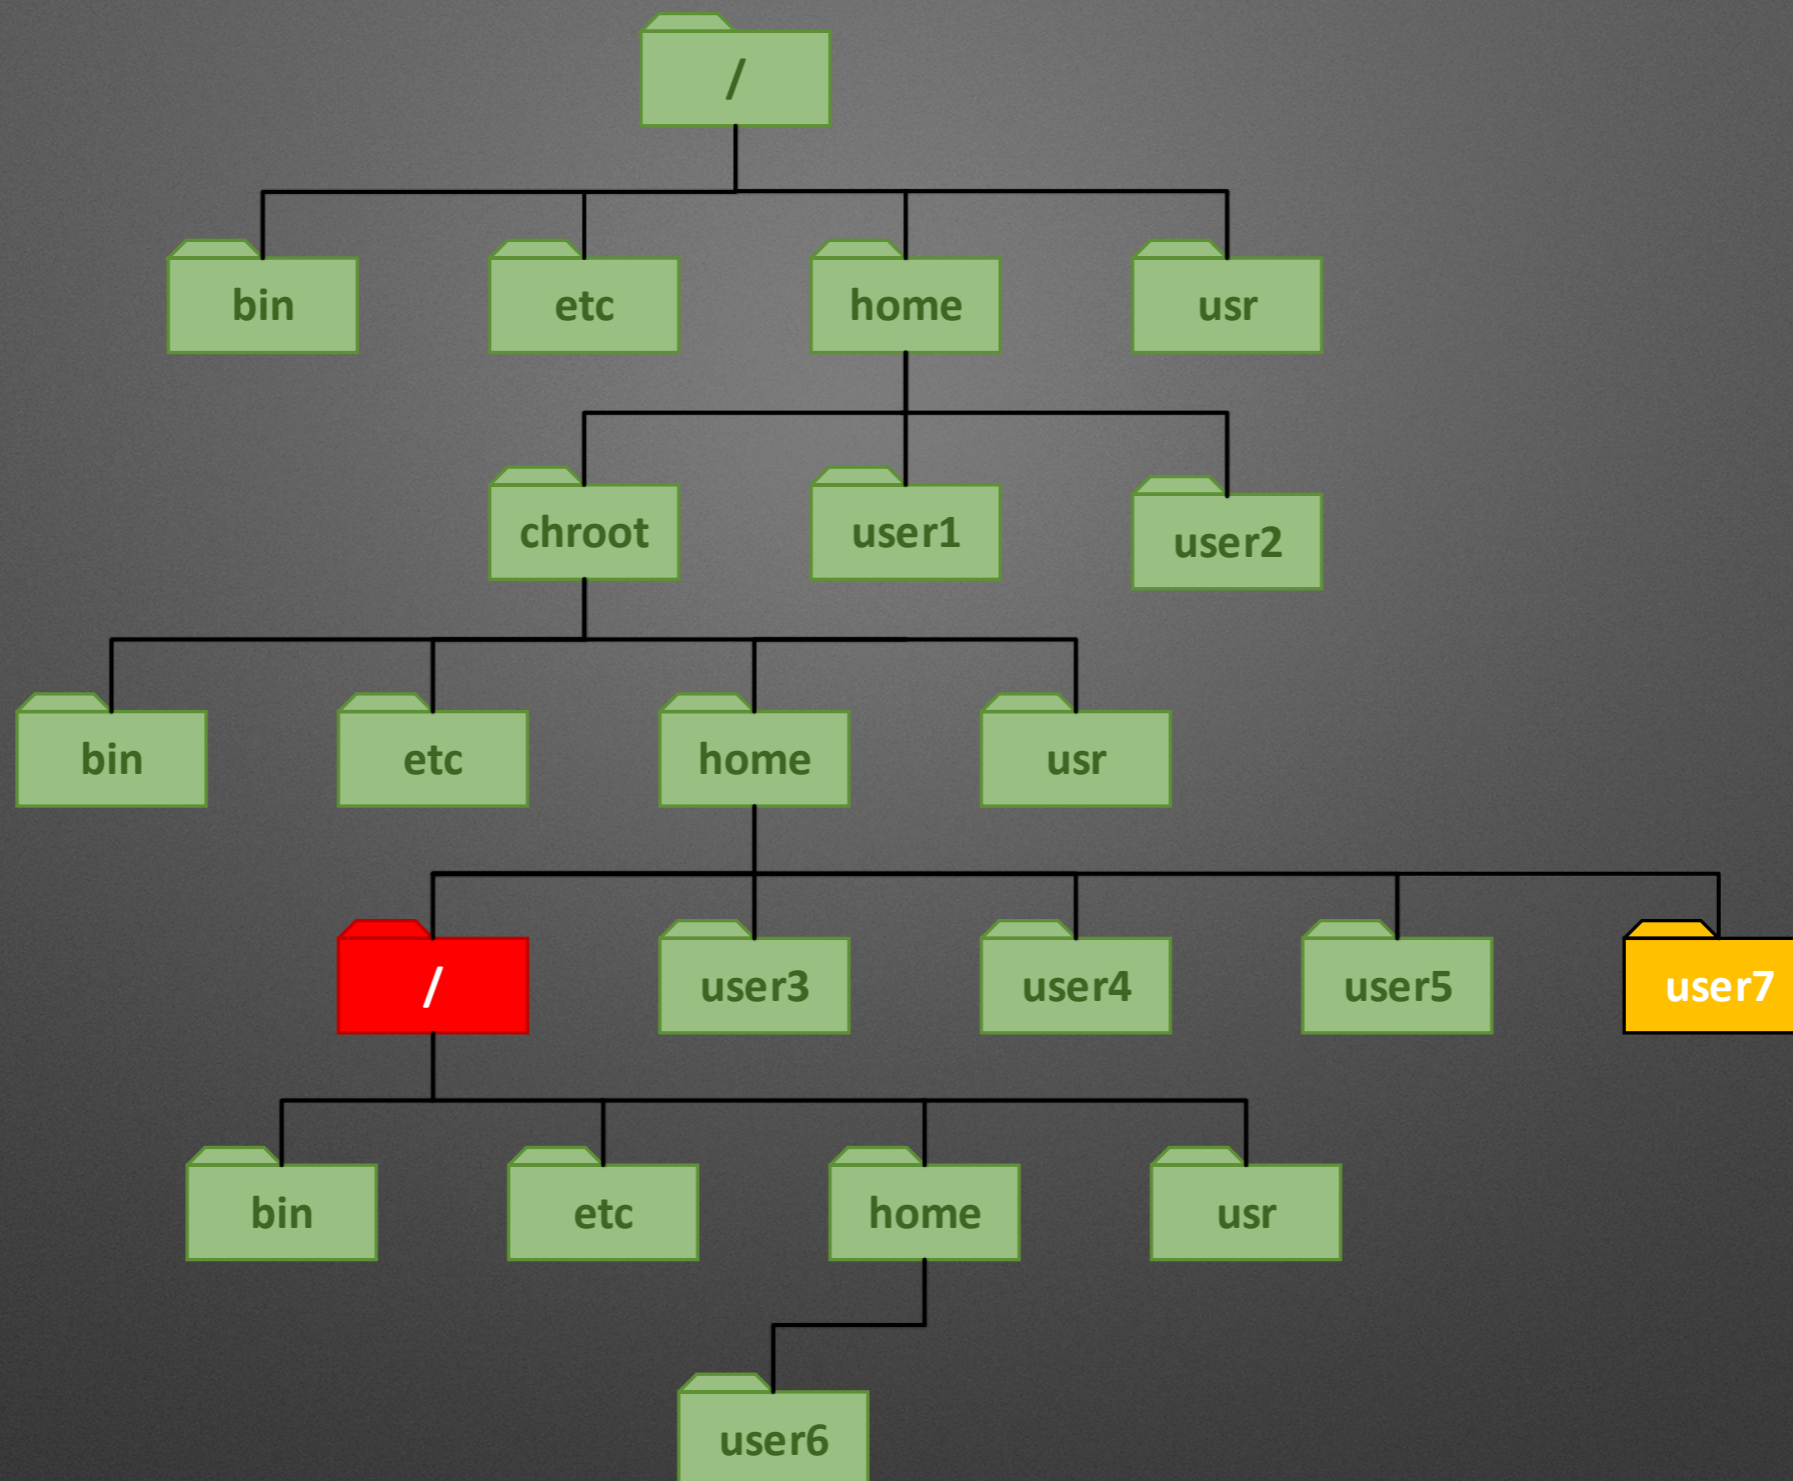 /
bin
etc
home
usr
chroot
user1
user2
bin
etc
home
usr
/
user3
user4
user5
user7
bin
etc
home
usr
user6